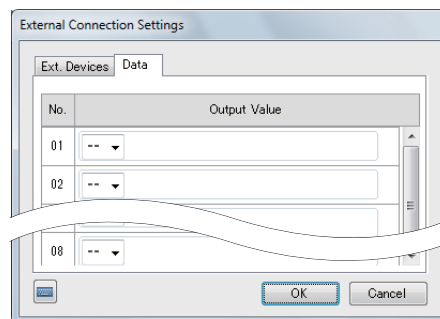 External Connection Settings
Ext. Devices Data
No. Output Value
01 --
02 --
08 --
OK Cancel